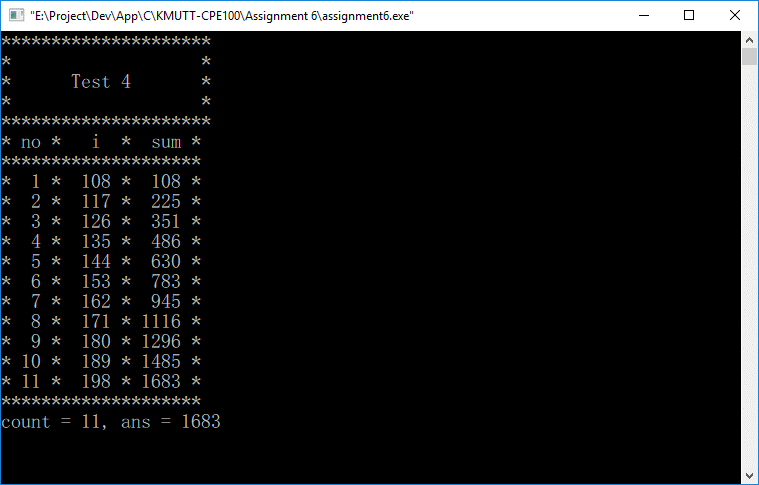 "E:\Project\Dev\App\C\KMUTT-CPE100\Assignment 6\assignment6.exe"
*********************
*                   *
*      Test 4       *
*                   *
*********************
* no *   i  *  sum *
********************
*  1 *  108 *  108 *
*  2 *  117 *  225 *
*  3 *  126 *  351 *
*  4 *  135 *  486 *
*  5 *  144 *  630 *
*  6 *  153 *  783 *
*  7 *  162 *  945 *
*  8 *  171 * 1116 *
*  9 *  180 * 1296 *
* 10 *  189 * 1485 *
* 11 *  198 * 1683 *
********************
count = 11, ans = 1683